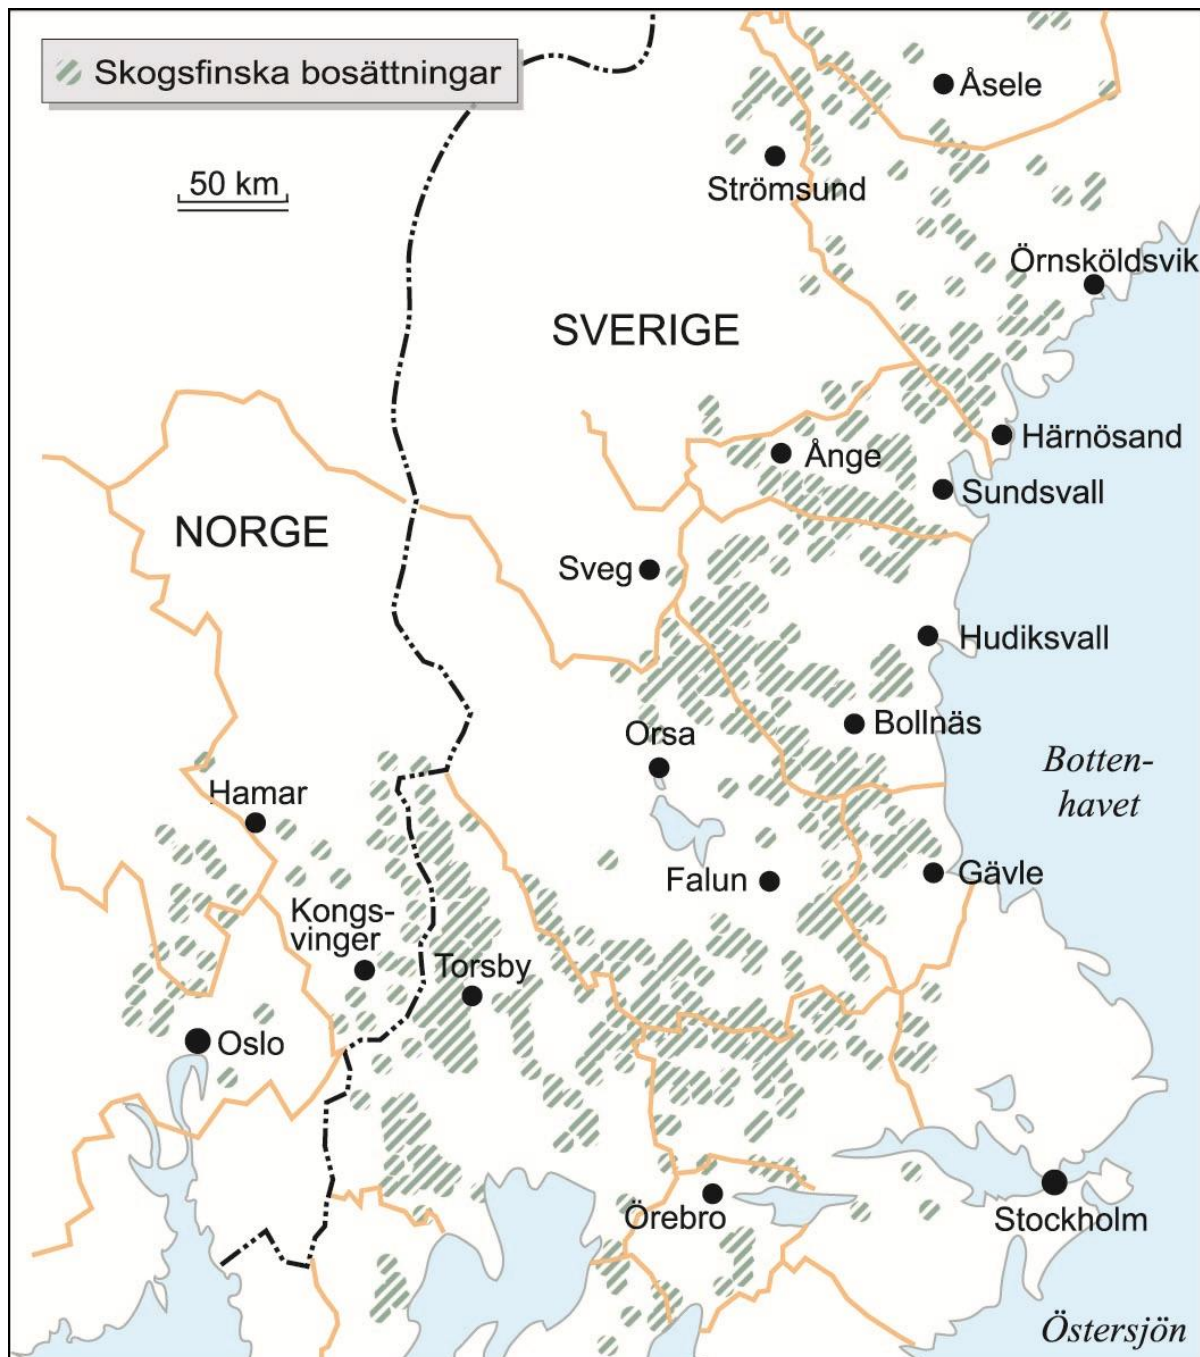 Skogsfinska bosättningar
Åsele
50 km
Strömsund
Örnsköldsvik
SVERIGE
Härnösand
Ånge
Sundsvall
NORGE
Sveg
Hudiksvall
Bollnäs
Orsa
Botten-
havet
Hamar
Falun
Gävle
Kongs-
vinger
Torsby
Oslo
Örebro
Stockholm
Östersjön